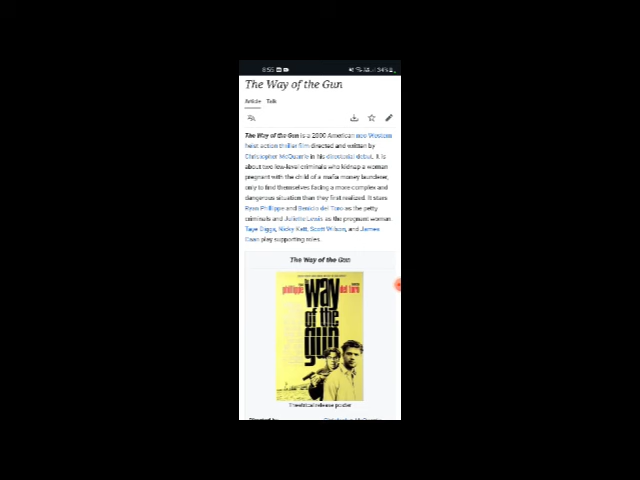 The Way of the Gun
Article Talk
The Way of the Gun is a 2000 American neo Western
heist action thriller film directed and written by
Christopher McQuarrie in his directorial debut. It is
about two low-level criminals who kidnap a woman
pregnant with the child of a mafia money launderer,
only to find themselves facing a more complex and
dangerous situation than they first realized. It stars
Ryan Phillippe and Benicio del Toro as the petty
criminals and Juliette Lewis as the pregnant woman
Taye Diggs, Nicky Katt, Scott Wilson, and James
Caan play supporting roles.
The Way of the Gun
phillippe del toro
way
of the
gun
Theatrical release poster
Directed by Christopher McQuarrie